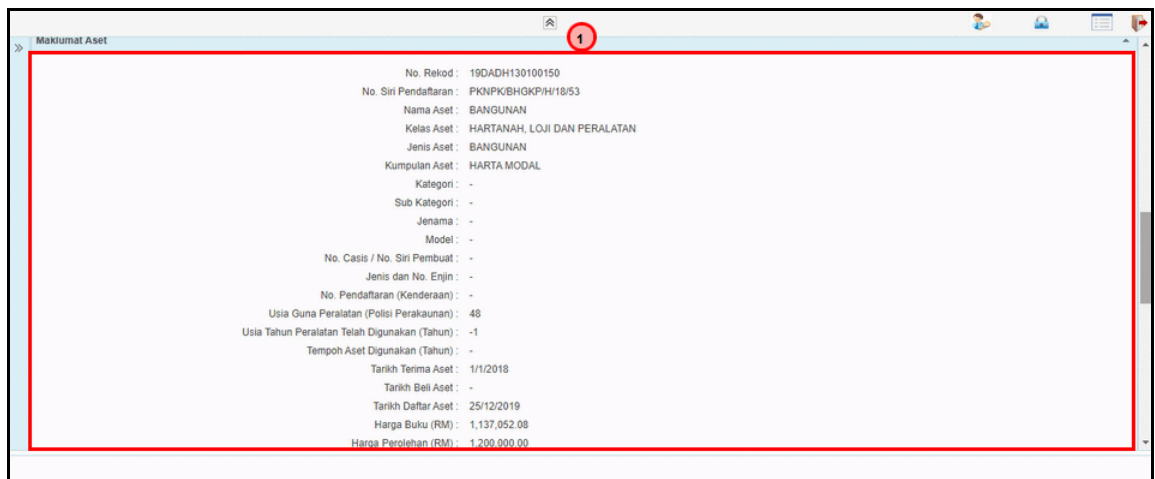 1
Maklumat Aset
No. Rekod : 19DADH130100150
No. Siri Pendaftaran : PKNPK/BHGKP/H/18/53
Nama Aset : BANGUNAN
Kelas Aset : HARTANAH, LOJI DAN PERALATAN
Jenis Aset : BANGUNAN
Kumpulan Aset : HARTA MODAL
Kategori : -
Sub Kategori : -
Jenama : -
Model : -
No. Casis / No. Siri Pembuat : -
Jenis dan No. Enjin : -
No. Pendaftaran (Kenderaan) : -
Usia Guna Peralatan (Polisi Perakaunan) : 48
Usia Tahun Peralatan Telah Digunakan (Tahun) : -1
Tempoh Aset Digunakan (Tahun) : -
Tarikh Terima Aset : 1/1/2018
Tarikh Beli Aset : -
Tarikh Daftar Aset : 25/12/2019
Harga Buku (RM) : 1,137,052.08
Harga Perolehan (RM) : 1,200,000.00